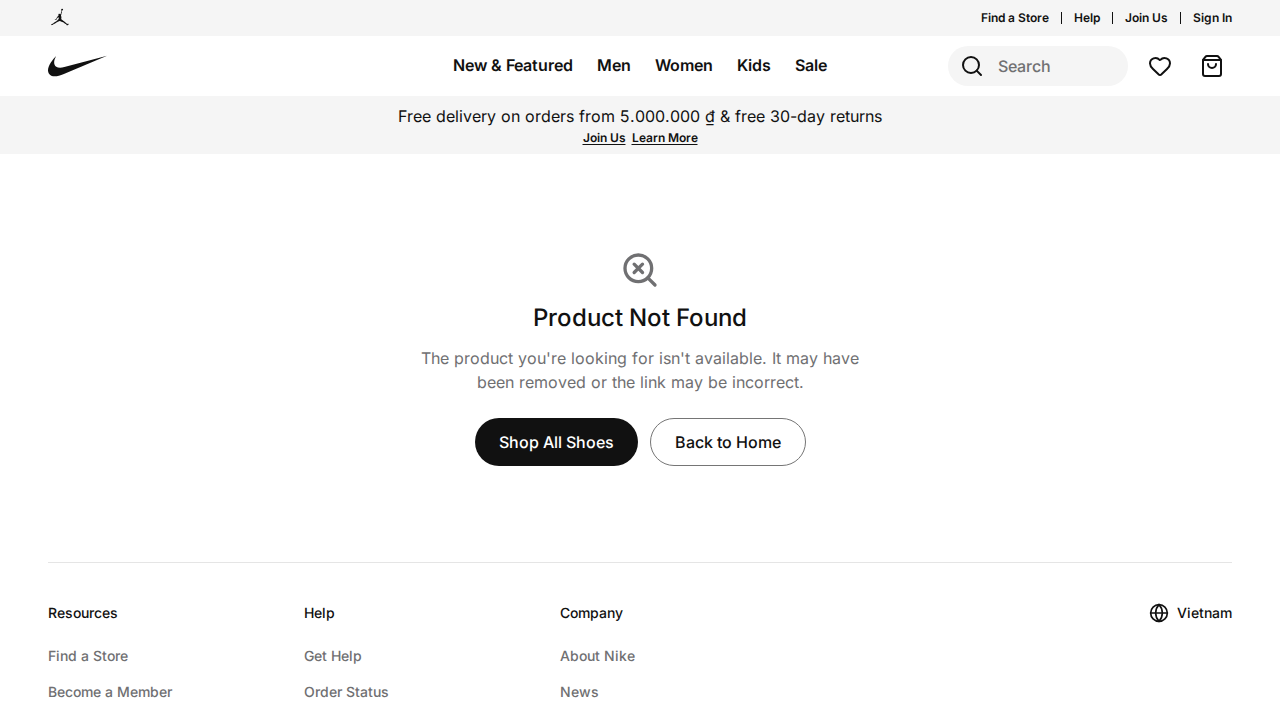 Find a Store
Help
Join Us
Sign In
New & Featured
Men
Women
Kids
Sale
Search
Free delivery on orders from 5.000.000 ₫ & free 30-day returns
Join Us Learn More
Product Not Found
The product you're looking for isn't available. It may have
been removed or the link may be incorrect.
Shop All Shoes
Back to Home
Resources
Help
Company
Vietnam
Find a Store
Get Help
About Nike
Become a Member
Order Status
News